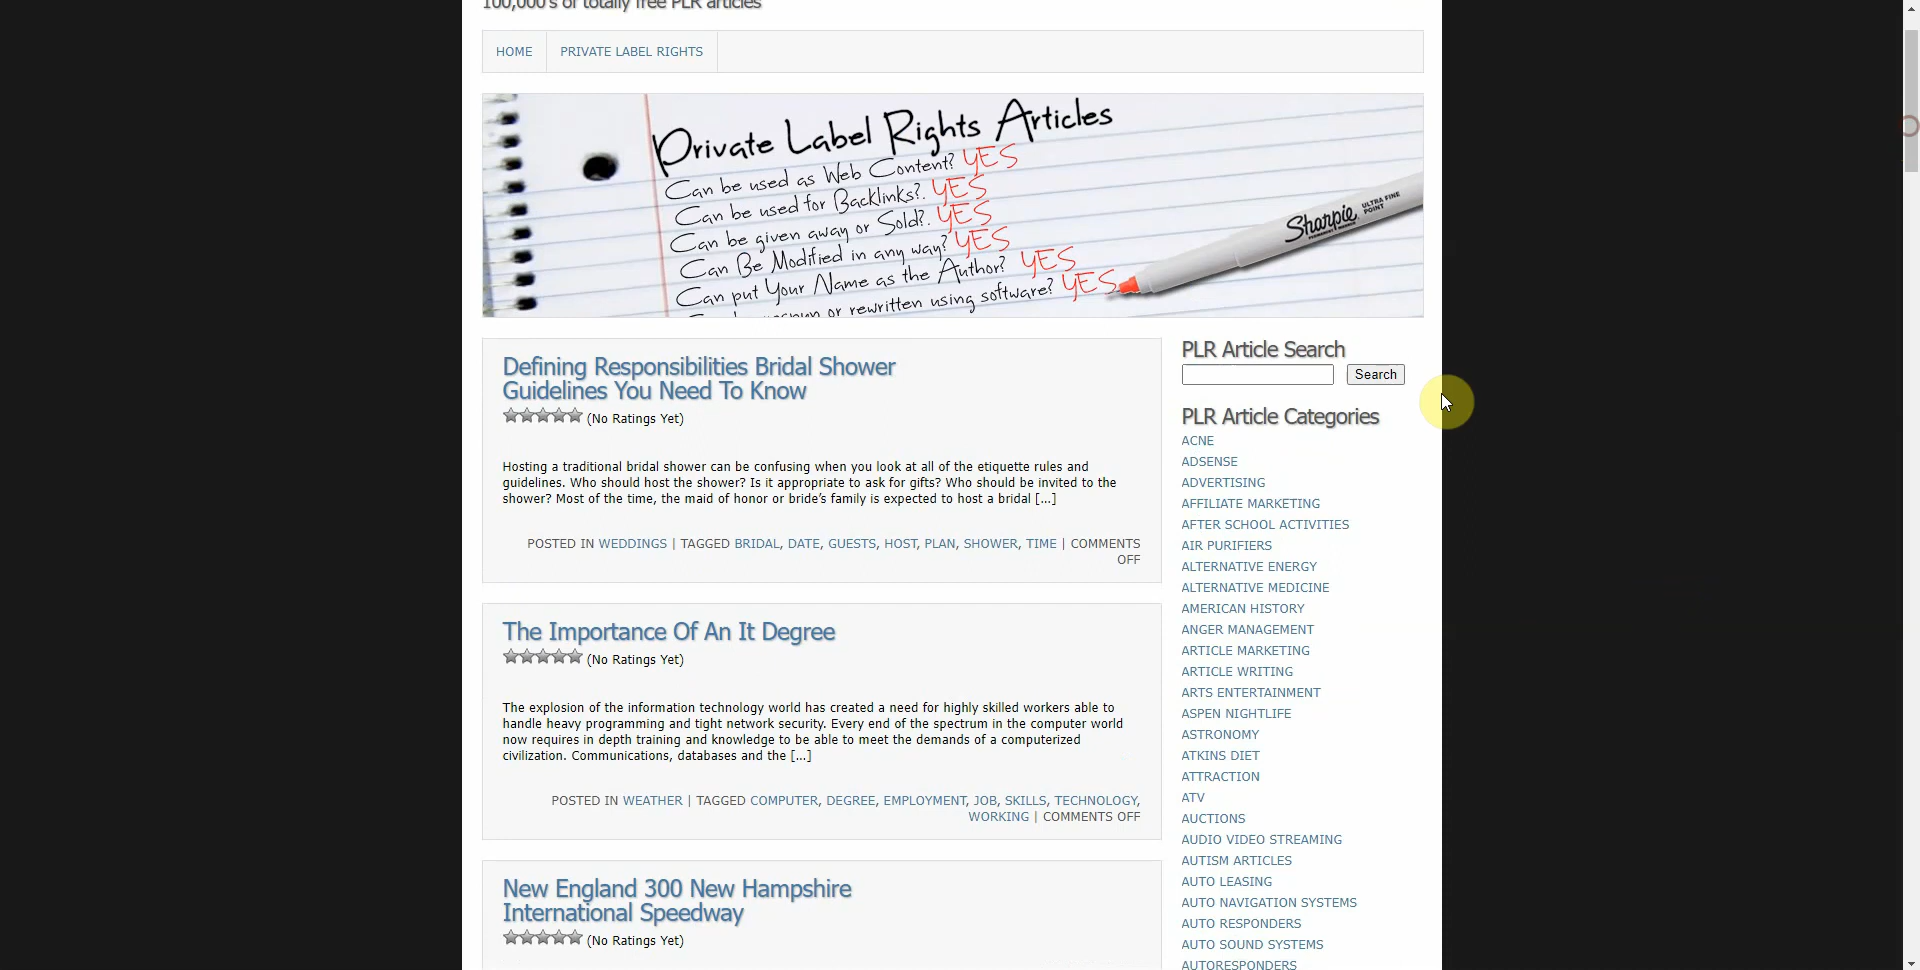 100,000's of totally free PLR articles
HOME
PRIVATE LABEL RIGHTS
Private Label Rights Articles
Can be used as Web Content? YES
Can be used for Backlinks?. YES
Can be given away or Sold?. YES
Can Be Modified in any way? YES
Can put Your Name as the Author? YES
or rewritten using software? YES
Sharpie
ULTRA FINE
POINT
Defining Responsibilities Bridal Shower
Guidelines You Need To Know
(No Ratings Yet)
Hosting a traditional bridal shower can be confusing when you look at all of the etiquette rules and
guidelines. Who should host the shower? Is it appropriate to ask for gifts? Who should be invited to the
shower? Most of the time, the maid of honor or bride's family is expected to host a bridal [...]
POSTED IN WEDDINGS | TAGGED BRIDAL, DATE, GUESTS, HOST, PLAN, SHOWER, TIME | COMMENTS
OFF
The Importance Of An It Degree
(No Ratings Yet)
The explosion of the information technology world has created a need for highly skilled workers able to
handle heavy programming and tight network security. Every end of the spectrum in the computer world
now requires in depth training and knowledge to be able to meet the demands of a computerized
civilization. Communications, databases and the [...]
POSTED IN WEATHER | TAGGED COMPUTER, DEGREE, EMPLOYMENT, JOB, SKILLS, TECHNOLOGY,
WORKING | COMMENTS OFF
New England 300 New Hampshire
International Speedway
(No Ratings Yet)
PLR Article Search
Search
PLR Article Categories
ACNE
ADSENSE
ADVERTISING
AFFILIATE MARKETING
AFTER SCHOOL ACTIVITIES
AIR PURIFIERS
ALTERNATIVE ENERGY
ALTERNATIVE MEDICINE
AMERICAN HISTORY
ANGER MANAGEMENT
ARTICLE MARKETING
ARTICLE WRITING
ARTS ENTERTAINMENT
ASPEN NIGHTLIFE
ASTRONOMY
ATKINS DIET
ATTRACTION
ATV
AUCTIONS
AUDIO VIDEO STREAMING
AUTISM ARTICLES
AUTO LEASING
AUTO NAVIGATION SYSTEMS
AUTO RESPONDERS
AUTO SOUND SYSTEMS
AUTORESPONDERS